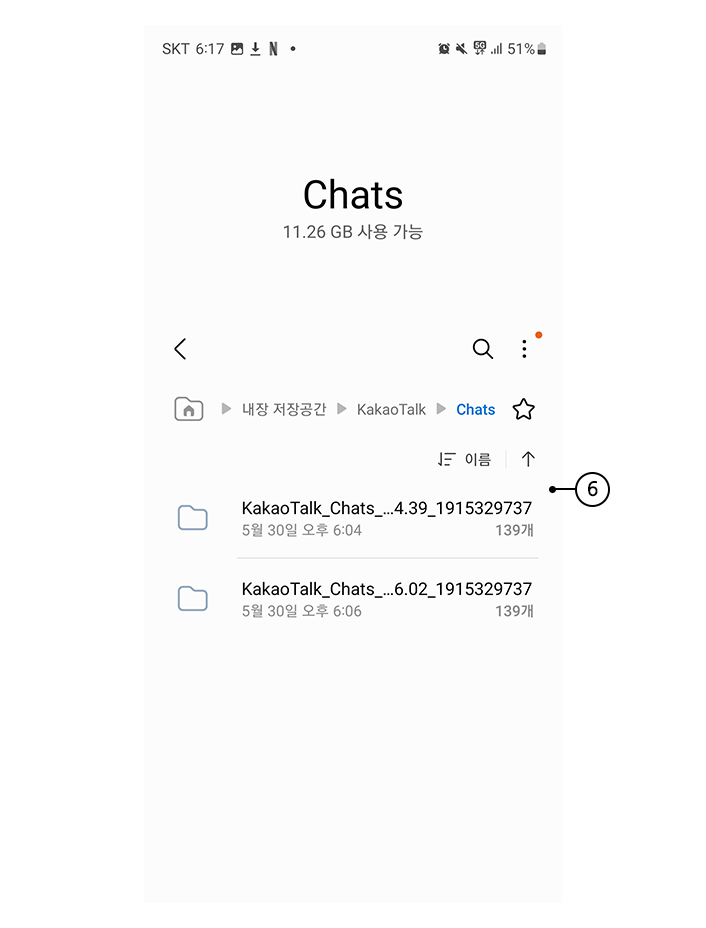 SKT 6:17
51%
Chats
11.26 GB 사용 가능
내장 저장공간 KakaoTalk Chats
이름
6
KakaoTalk_Chats_...4.39_1915329737
5월 30일 오후 6:04 139개
KakaoTalk_Chats_...6.02_1915329737
5월 30일 오후 6:06 139개